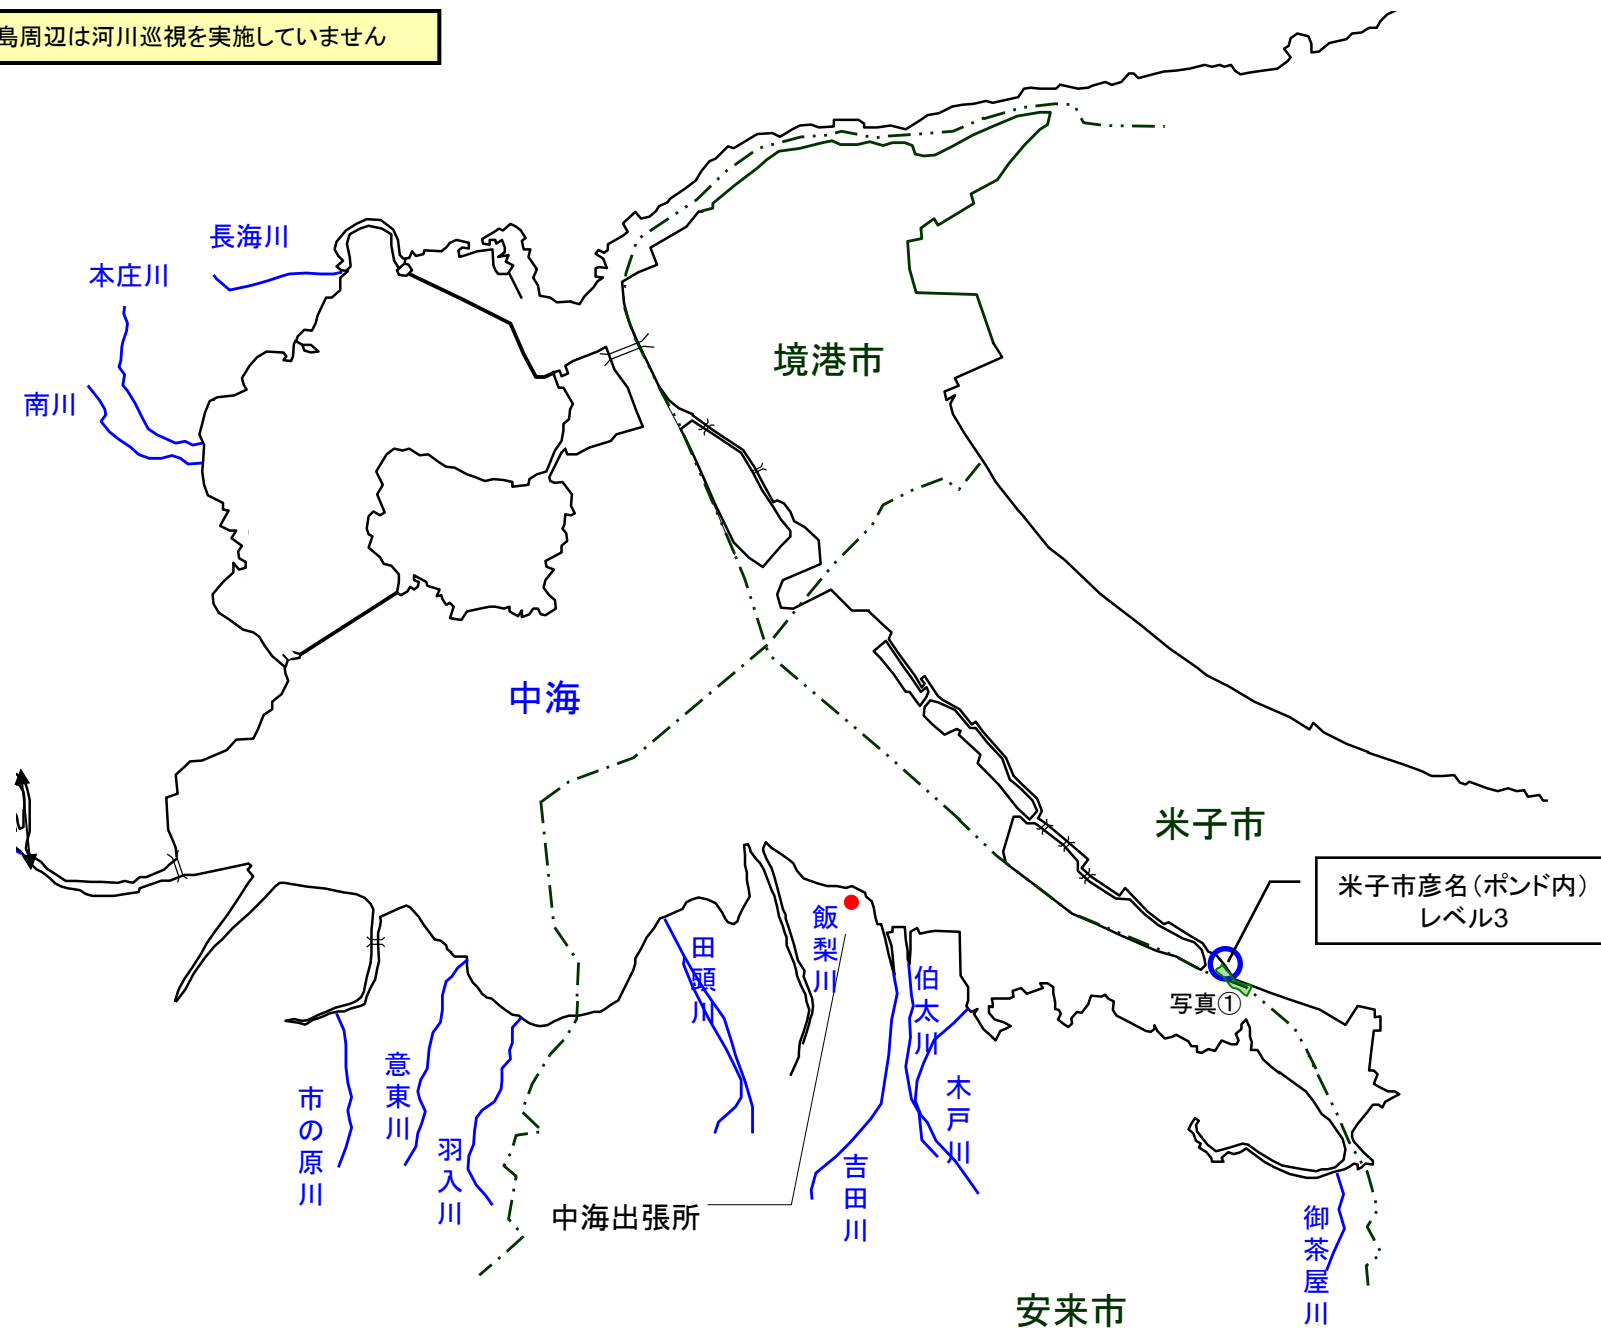 島周辺は河川巡視を実施していません
長海川
本庄川
南川
境港市
中海
米子市
米子市彦名（ポンド内）
レベル3
写真①
飯梨川
田頭川
伯太川
木戸川
意東川
市の原川
羽入川
吉田川
中海出張所
御茶屋川
安来市